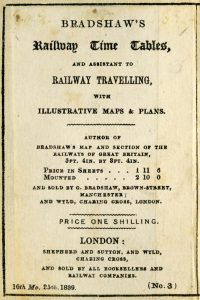 BRADSHAW'S
Railway Time Tables,
AND ASSISTANT TO
RAILWAY TRAVELLING,
WITH
ILLUSTRATIVE MAPS & PLANS.
AUTHOR OF
BRADSHAW'S MAP AND SECTION OF THE
RAILWAYS OF GREAT BRITAIN,
5FT. 4IN. BY 3FT. 4IN.
PRICE IN SHEETS . . . 1 11 6
MOUNTED . . . . . 2 10 0
AND SOLD BY G. BRADSHAW, BROWN-STREET,
MANCHESTER;
AND WYLD, CHARING CROSS, LONDON.
PRICE ONE SHILLING.
LONDON:
SHEPHERD AND SUTTON, AND WYLD,
CHARING CROSS,
AND SOLD BY ALL BOOKSELLERS AND
RAILWAY COMPANIES.
10th Mo. 25th. 1839. (No. 3)